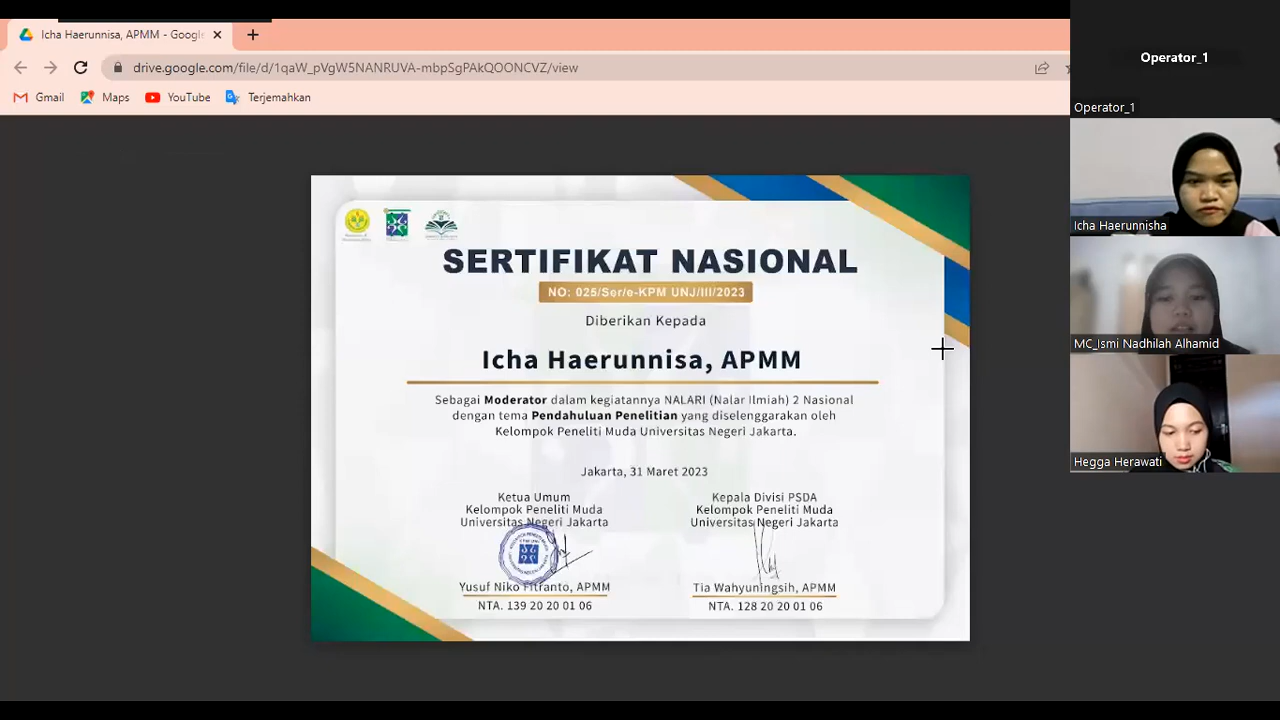 Icha Haerunnisa, APMM - Google
drive.google.com/file/d/1qaW_pVgW5NANRUVA-mbpSgPAkQOONCVZ/view
Gmail
Maps
YouTube
Terjemahkan
SERTIFIKAT NASIONAL
NO: 025/Ser/e-KPM UNJ/III/2023
Diberikan Kepada
Icha Haerunnisa, APMM
Sebagai Moderator dalam kegiatannya NALARI (Nalar Ilmiah) 2 Nasional
dengan tema Pendahuluan Penelitian yang diselenggarakan oleh
Kelompok Peneliti Muda Universitas Negeri Jakarta.
Jakarta, 31 Maret 2023
Ketua Umum
Kelompok Peneliti Muda
Universitas Negeri Jakarta
Yusuf Niko Fitranto, APMM
NTA. 139 20 20 01 06
Kepala Divisi PSDA
Kelompok Peneliti Muda
Universitas Negeri Jakarta
Tia Wahyuningsih, APMM
NTA. 128 20 20 01 06
Operator_1
Operator_1
Icha Haerunnisha
MC_Ismi Nadhilah Alhamid
Hegga Herawati